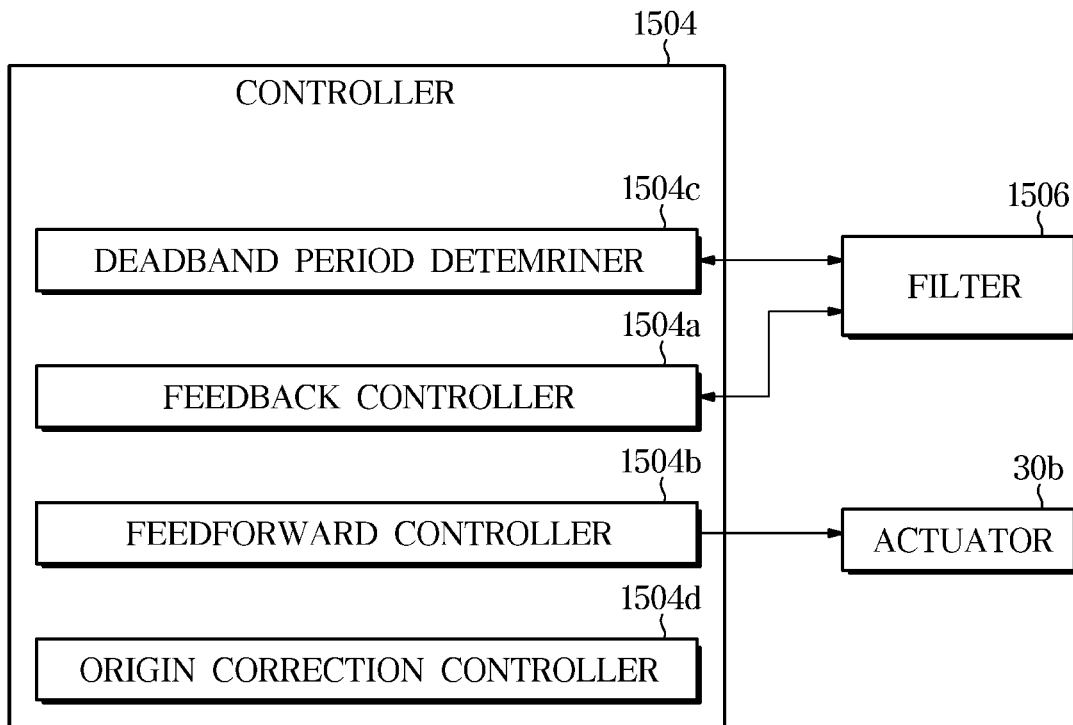 1504
CONTROLLER
1504c
DEADBAND PERIOD DETEMRINER
1506
FILTER
1504a
FEEDBACK CONTROLLER
1504b
FEEDFORWARD CONTROLLER
30b
ACTUATOR
1504d
ORIGIN CORRECTION CONTROLLER